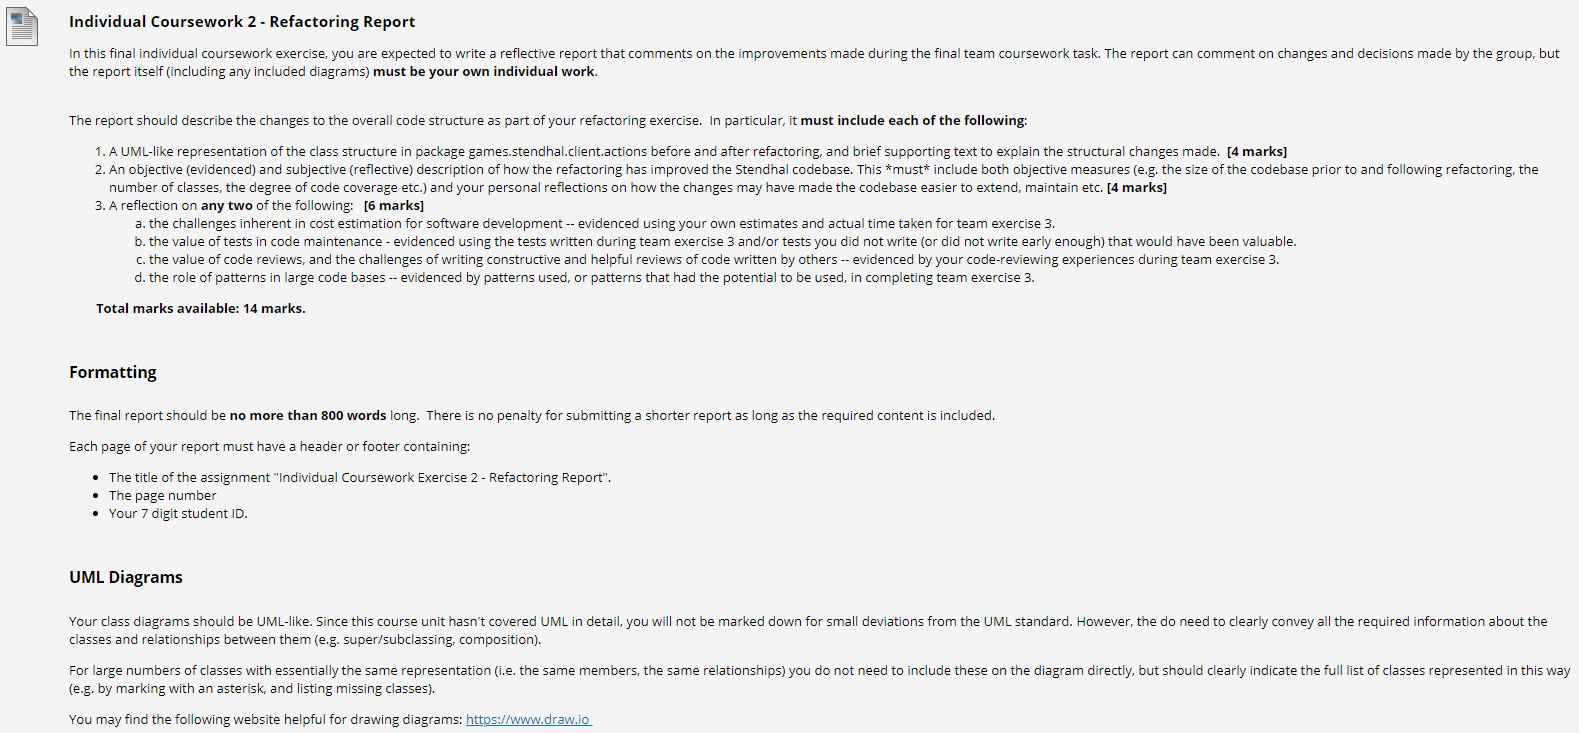 Individual Coursework 2 - Refactoring Report
In this final individual coursework exercise, you are expected to write a reflective report that comments on the improvements made during the final team coursework task. The report can comment on changes and decisions made by the group, but
the report itself (including any included diagrams) must be your own individual work.
The report should describe the changes to the overall code structure as part of your refactoring exercise. In particular, it must include each of the following:
1. A UML-like representation of the class structure in package games.stendhal.client.actions before and after refactoring, and brief supporting text to explain the structural changes made. [4 marks]
2. An objective (evidenced) and subjective (reflective) description of how the refactoring has improved the Stendhal codebase. This *must* include both objective measures (e.g. the size of the codebase prior to and following refactoring, the
number of classes, the degree of code coverage etc.) and your personal reflections on how the changes may have made the codebase easier to extend, maintain etc. [4 marks]
3. A reflection on any two of the following: [6 marks]
a. the challenges inherent in cost estimation for software development -- evidenced using your own estimates and actual time taken for team exercise 3.
b. the value of tests in code maintenance - evidenced using the tests written during team exercise 3 and/or tests you did not write (or did not write early enough) that would have been valuable.
c. the value of code reviews, and the challenges of writing constructive and helpful reviews of code written by others -- evidenced by your code-reviewing experiences during team exercise 3.
d. the role of patterns in large code bases -- evidenced by patterns used, or patterns that had the potential to be used, in completing team exercise 3.
Total marks available: 14 marks.
Formatting
The final report should be no more than 800 words long. There is no penalty for submitting a shorter report as long as the required content is included.
Each page of your report must have a header or footer containing:
• The title of the assignment "Individual Coursework Exercise 2 - Refactoring Report".
• The page number
• Your 7 digit student ID.
UML Diagrams
Your class diagrams should be UML-like. Since this course unit hasn't covered UML in detail, you will not be marked down for small deviations from the UML standard. However, the do need to clearly convey all the required information about the
classes and relationships between them (e.g. super/subclassing, composition).
For large numbers of classes with essentially the same representation (i.e. the same members, the same relationships) you do not need to include these on the diagram directly, but should clearly indicate the full list of classes represented in this way
(e.g. by marking with an asterisk, and listing missing classes).
You may find the following website helpful for drawing diagrams: https://www.draw.io